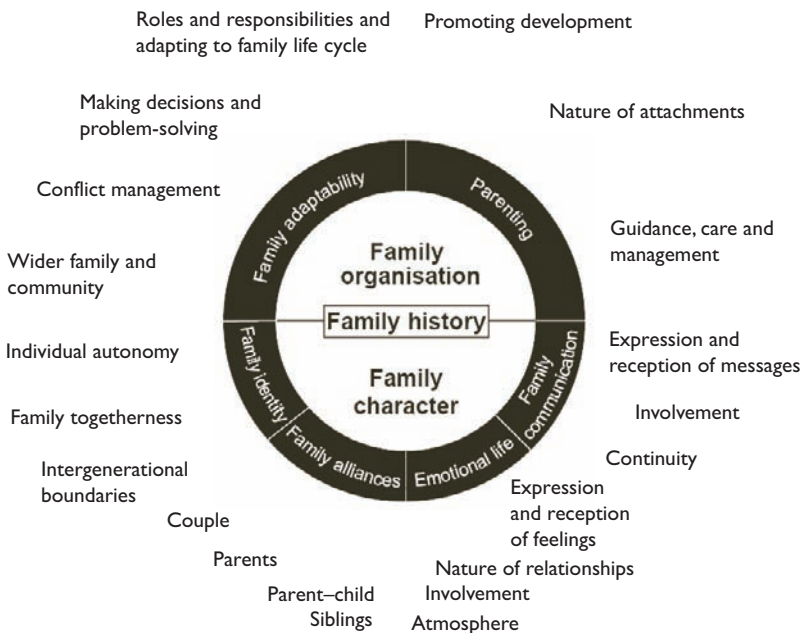 Roles and responsibilities and
adapting to family life cycle
Promoting development
Making decisions and
problem-solving
Nature of attachments
Conflict management
Guidance, care and
management
Wider family and
community
Individual autonomy
Expression and
reception of messages
Family togetherness
Involvement
Intergenerational
boundaries
Continuity
Couple
Expression
and reception
of feelings
Parents
Nature of relationships
Parent–child
Involvement
Siblings
Atmosphere
Family adaptability
Parenting
Family
organisation
Family history
Family
character
Family identity
Family alliances
Emotional life
Family
communication